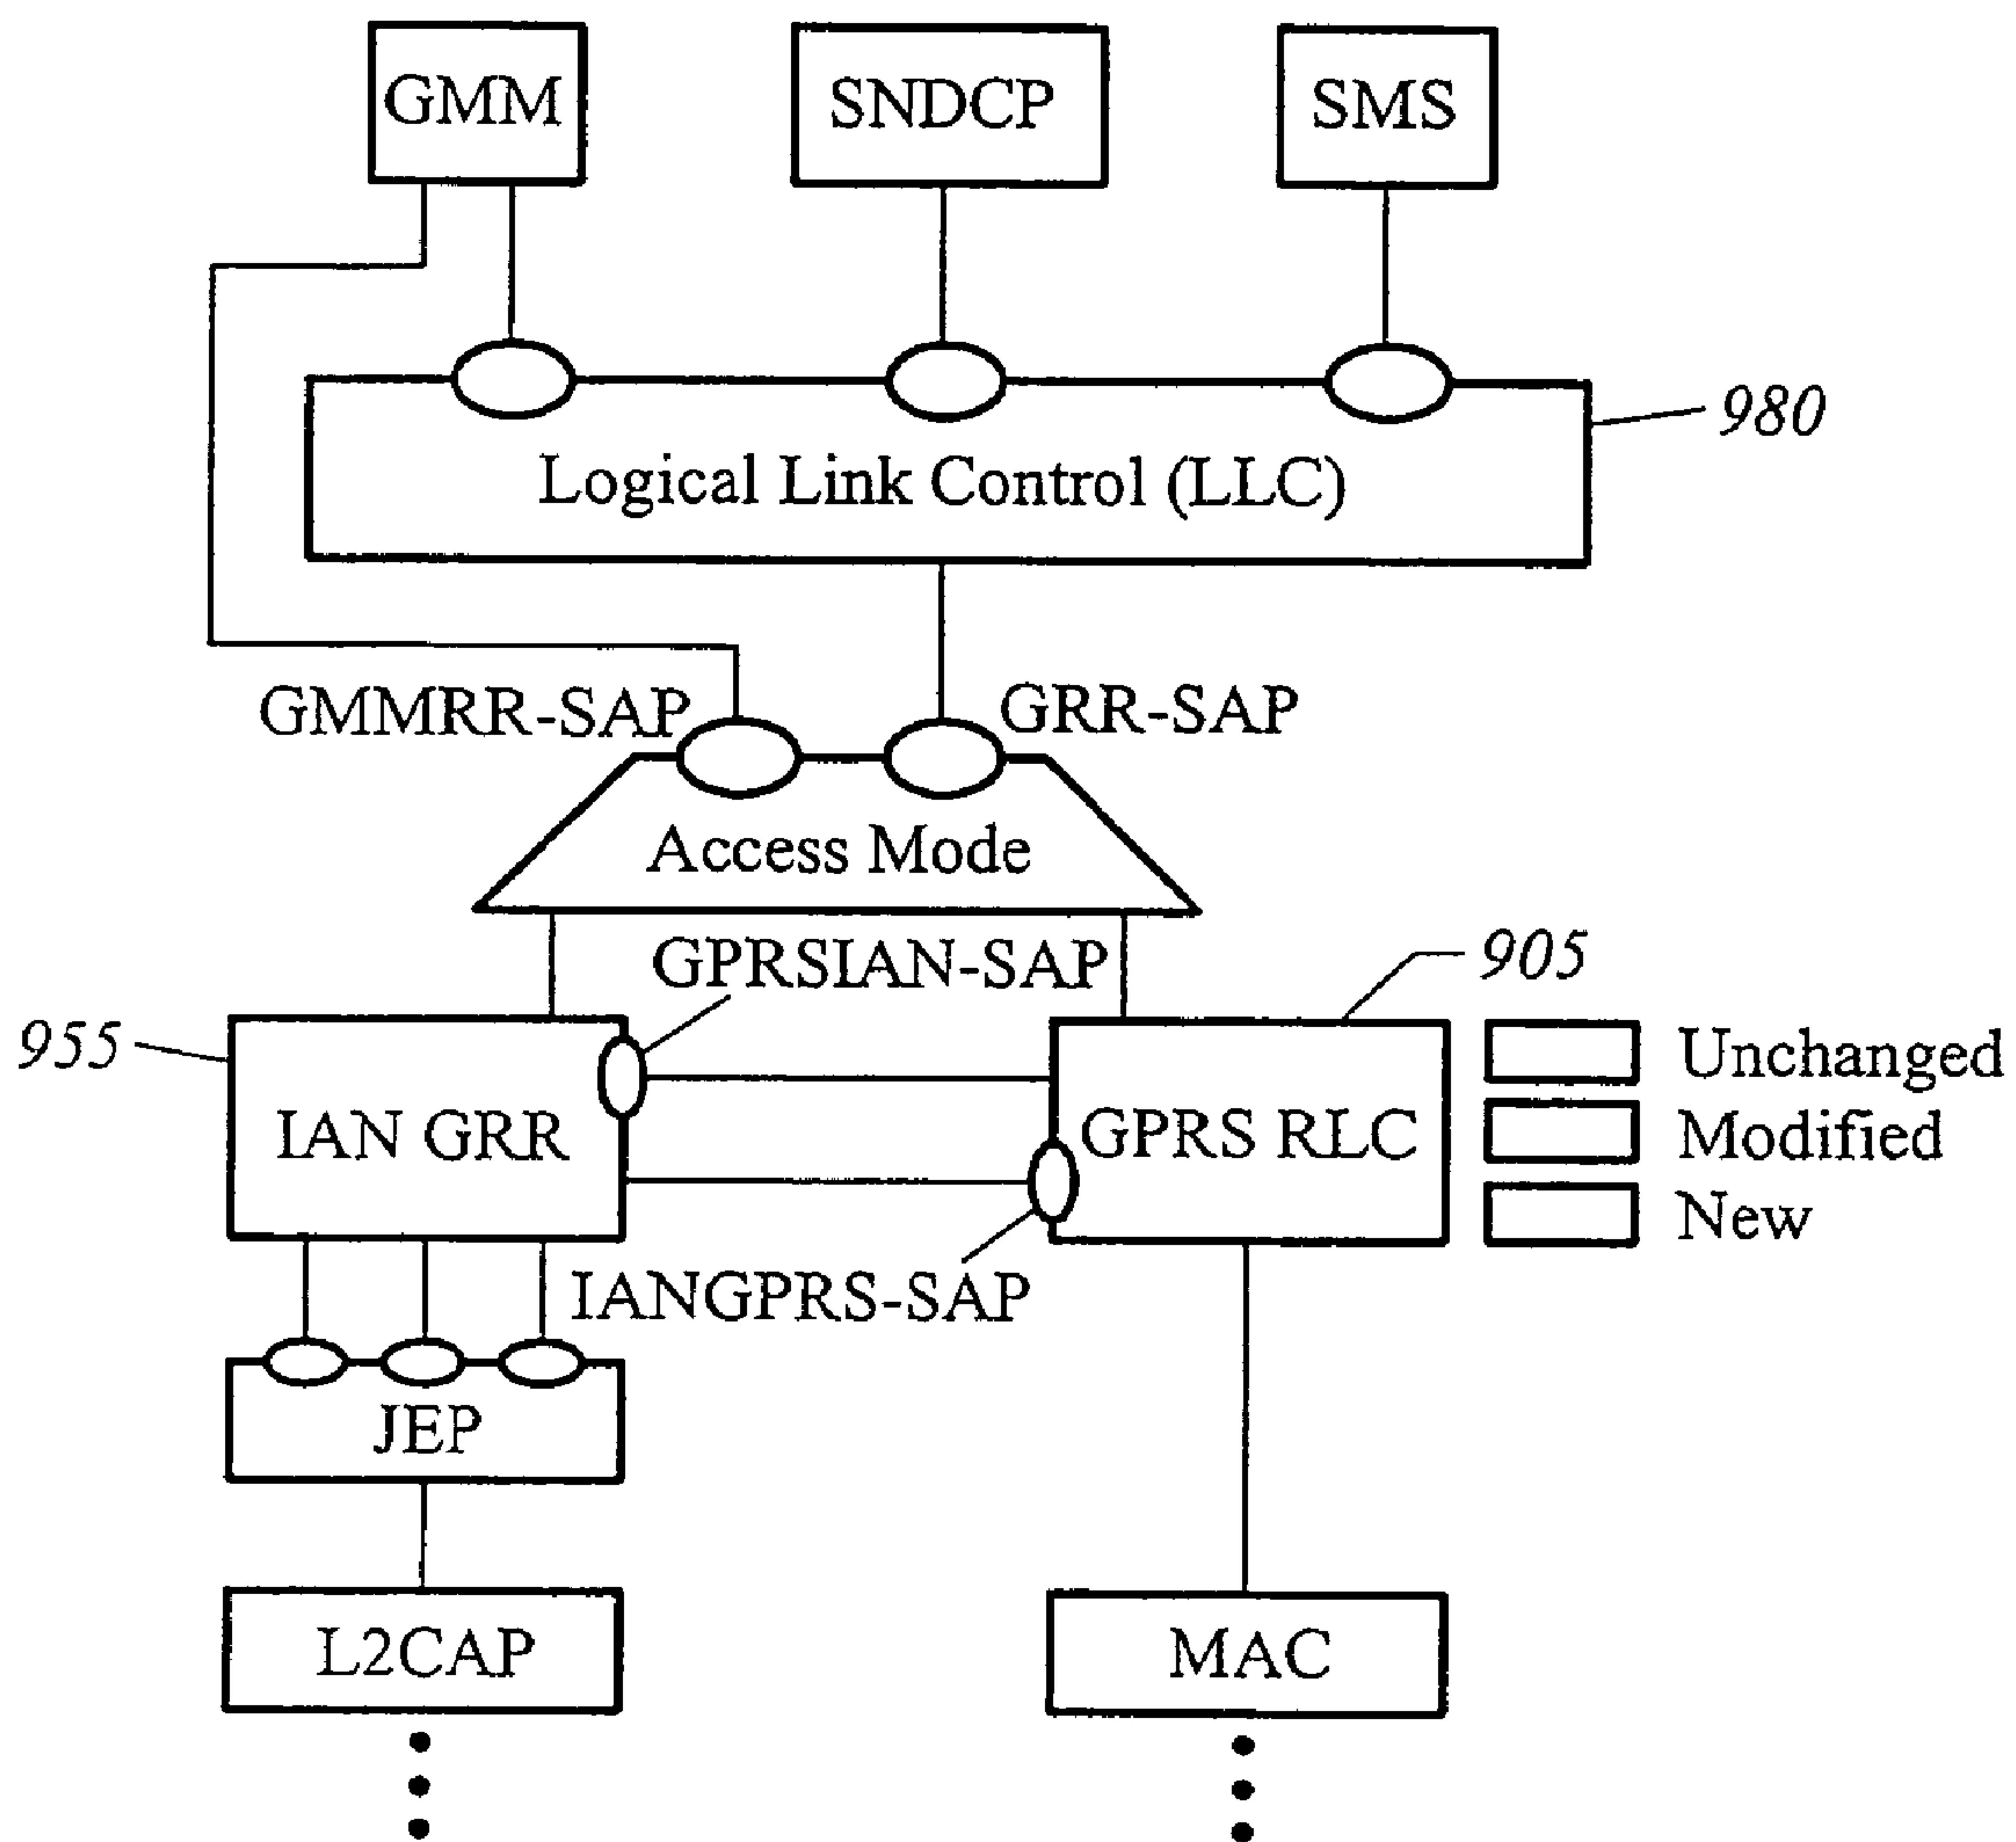 GMM
SNDCP
SMS
980
Logical Link Control (LLC)
GMMRR-SAP
GRR-SAP
Access Mode
GPRSIAN-SAP
905
955
Unchanged
IAN GRR
GPRS RLC
Modified
New
IANGPRS-SAP
JEP
L2CAP
MAC